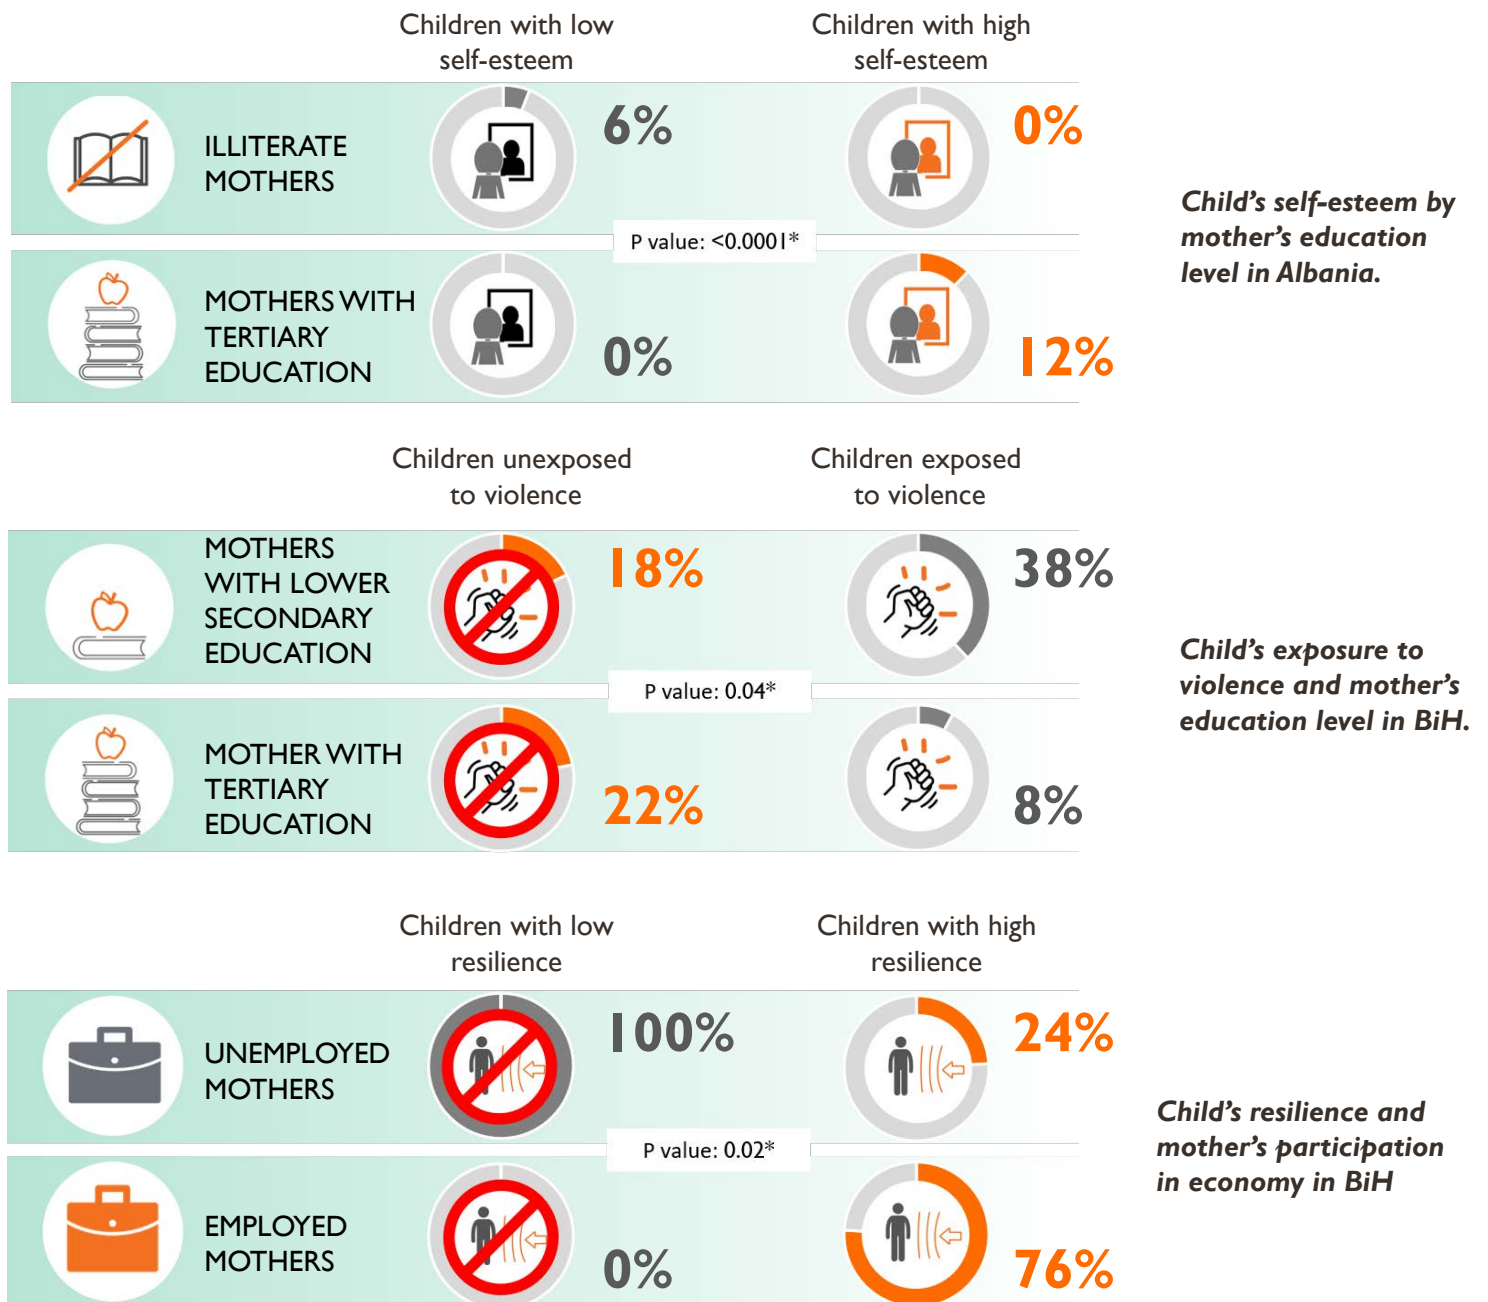 Children with low
self-esteem
Children with high
self-esteem
ILLITERATE
MOTHERS
6%
0%
P value: <0.0001*
MOTHERS WITH
TERTIARY
EDUCATION
0%
12%
Child's self-esteem by
mother's education
level in Albania.
Children unexposed
to violence
Children exposed
to violence
MOTHERS
WITH LOWER
SECONDARY
EDUCATION
18%
38%
P value: 0.04*
MOTHER WITH
TERTIARY
EDUCATION
22%
8%
Child's exposure to
violence and mother's
education level in BiH.
Children with low
resilience
Children with high
resilience
UNEMPLOYED
MOTHERS
100%
24%
P value: 0.02*
EMPLOYED
MOTHERS
0%
76%
Child's resilience and
mother's participation
in economy in BiH